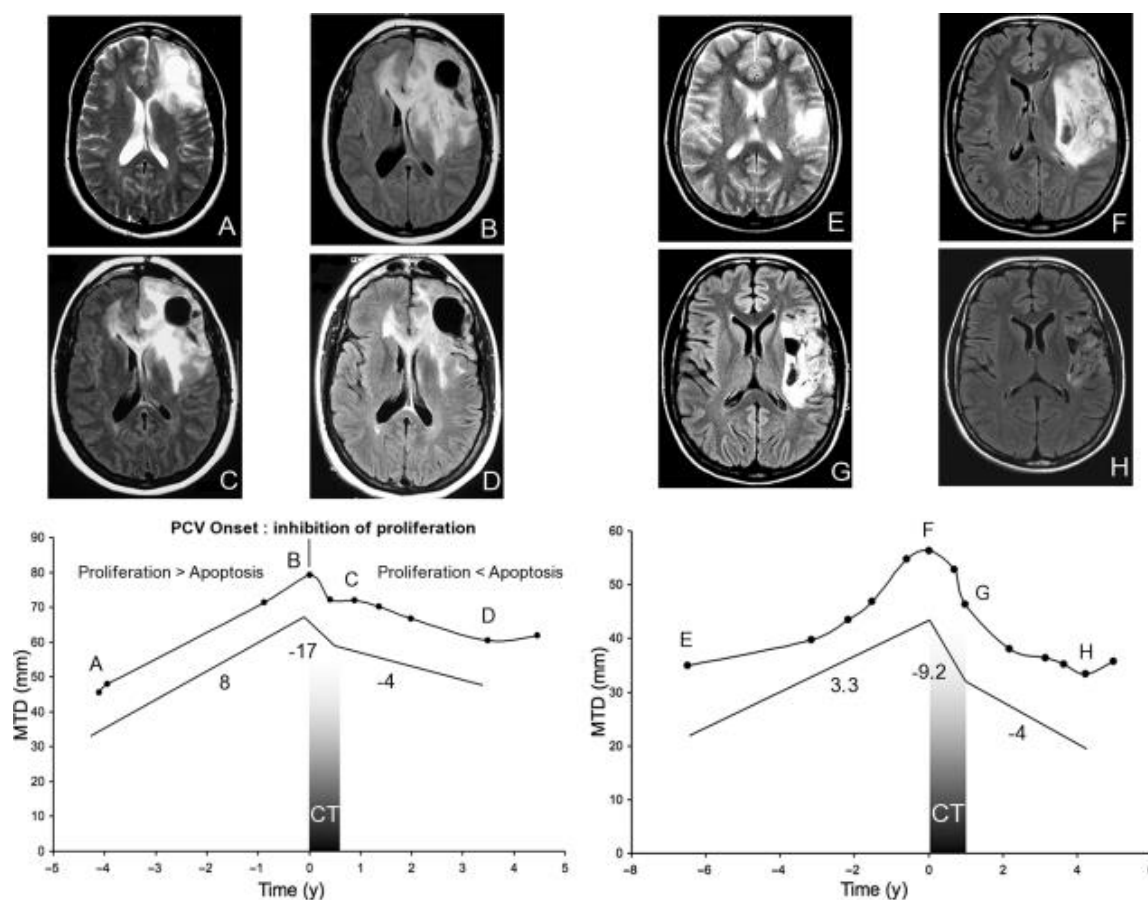 A
B
C
D
E
F
G
H
PCV Onset : inhibition of proliferation
Proliferation > Apoptosis
Proliferation < Apoptosis
MTD (mm)
90
80
70
60
50
40
30
20
10
0
A
B
C
D
8
-17
-4
CT
–5
–4
–3
–2
–1
0
1
2
3
4
5
Time (y)
MTD (mm)
60
50
40
30
20
10
0
E
F
G
H
3.3
-9.2
-4
CT
–8
–6
–4
–2
0
2
4
6
Time (y)